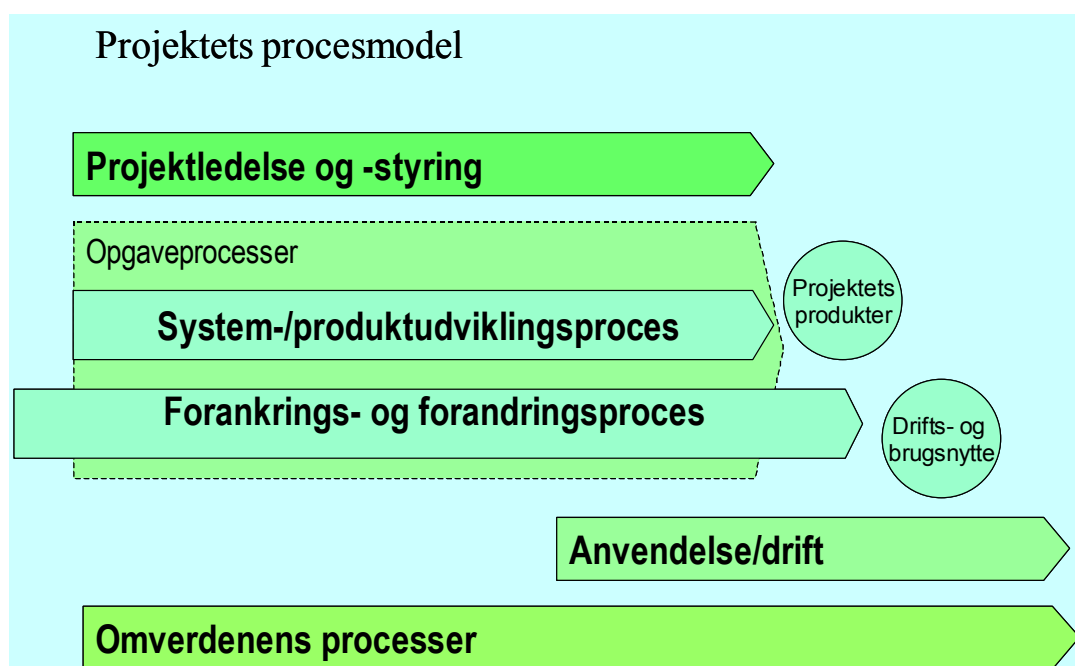 Projektets procesmodel
Projektledelse og -styring
Opgaveprocesser
System-/produktudviklingsproces
Projektets
produkter
Forankrings- og forandringsproces
Drifts- og
brugsnytte
Anvendelse/drift
Omverdenens processer